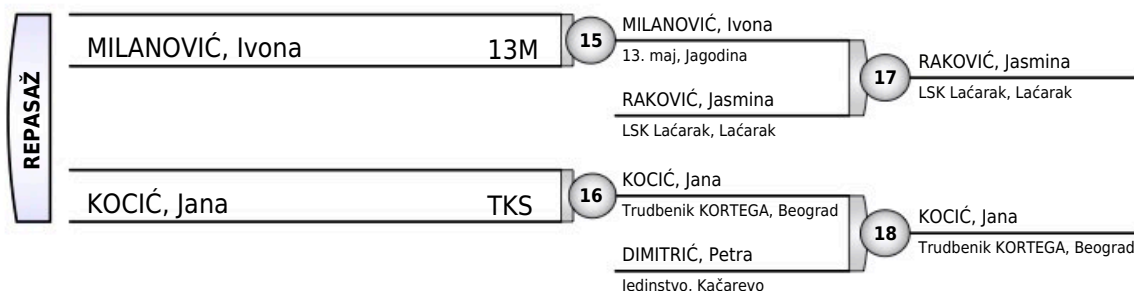 REPASAŽ
MILANOVIĆ, Ivona 13M
15
MILANOVIĆ, Ivona
13. maj, Jagodina
RAKOVIĆ, Jasmina
LSK Laćarak, Laćarak
17
RAKOVIĆ, Jasmina
LSK Laćarak, Laćarak
KOCIĆ, Jana TKS
16
KOCIĆ, Jana
Trudbenik KORTEGA, Beograd
DIMITRIĆ, Petra
Jedinstvo, Kačarevo
18
KOCIĆ, Jana
Trudbenik KORTEGA, Beograd